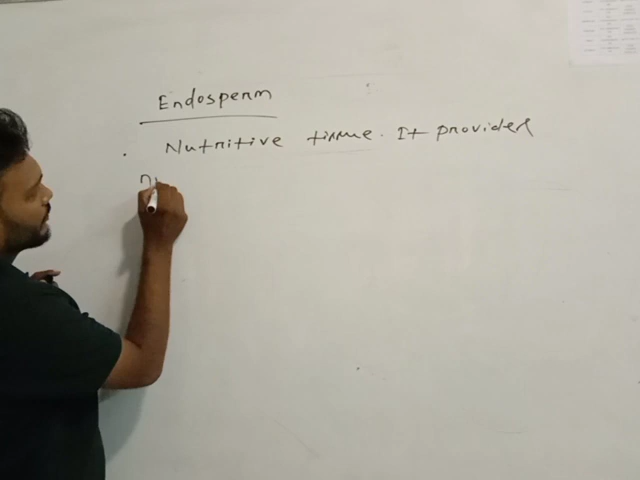 Endosperm
Nutritive tissue. It provides
n